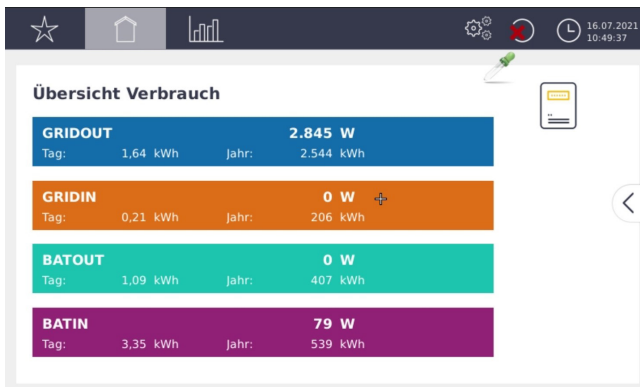 16.07.2021
10:49:37
Übersicht Verbrauch
GRIDOUT 2.845 W
Tag: 1,64 kWh Jahr: 2.544 kWh
GRIDIN 0 W
Tag: 0,21 kWh Jahr: 206 kWh
BATOUT 0 W
Tag: 1,09 kWh Jahr: 407 kWh
BATIN 79 W
Tag: 3,35 kWh Jahr: 539 kWh